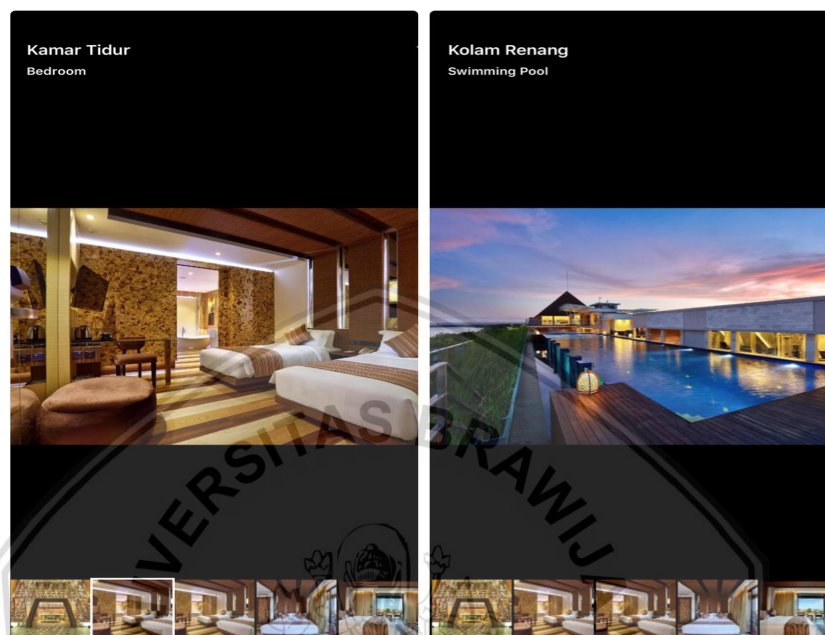 Kamar Tidur
Bedroom
Kolam Renang
Swimming Pool
VERSITAS BRAWIJ